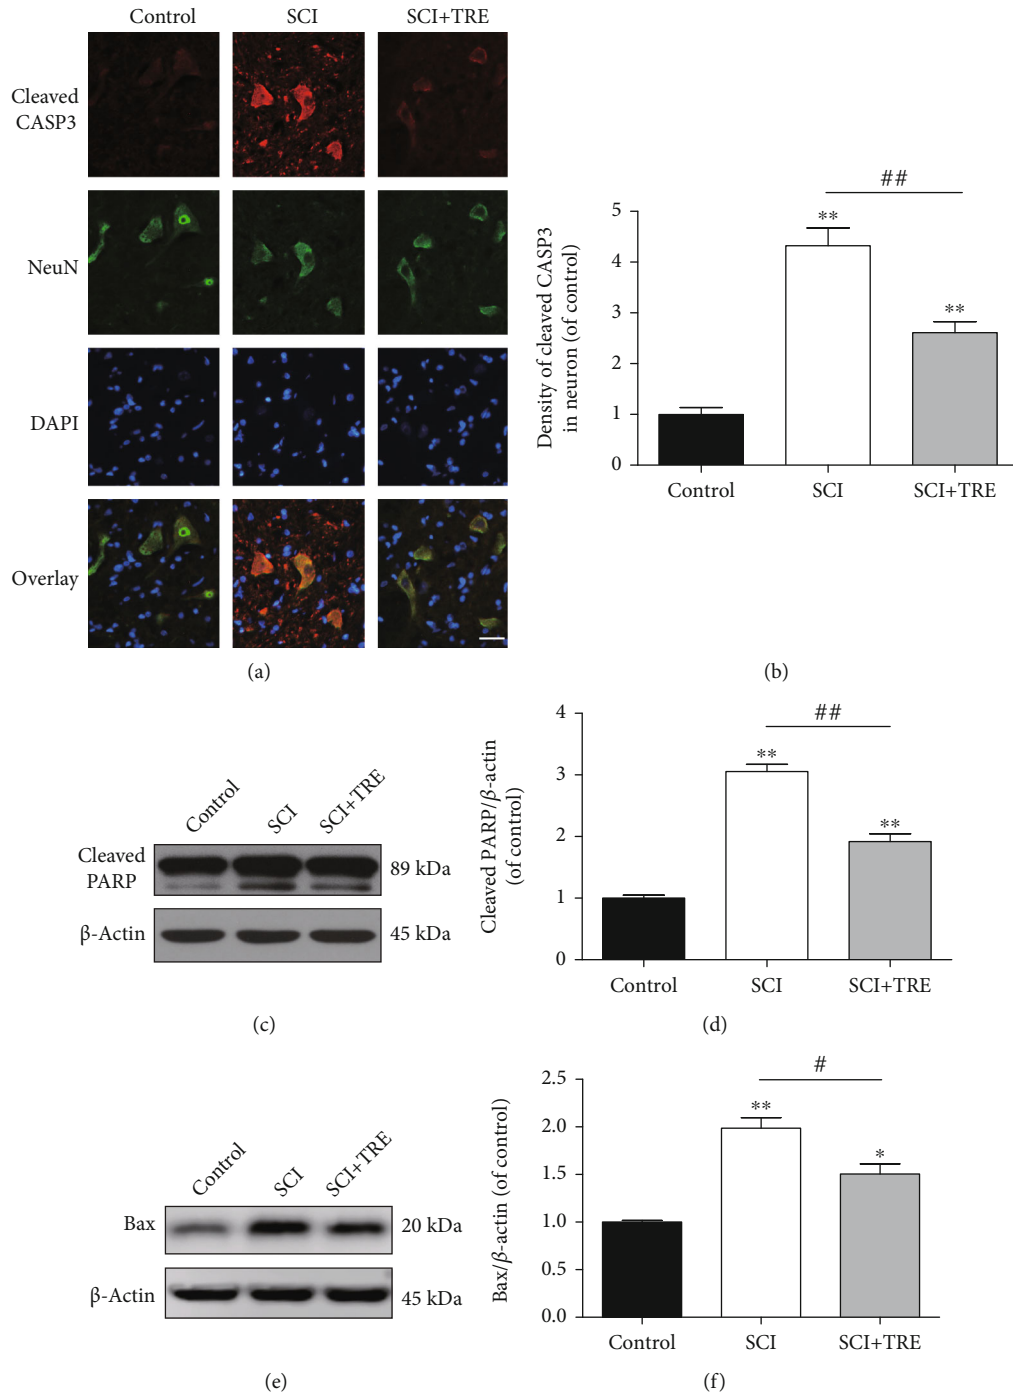 Control
SCI
SCI+TRE
Cleaved
CASP3
NeuN
DAPI
Overlay
(a)
##
**
**
Density of cleaved CASP3
in neuron (of control)
5
4
3
2
1
0
Control
SCI
SCI+TRE
(b)
Control
SCI
SCI+TRE
Cleaved
PARP
89 kDa
β-Actin
45 kDa
(c)
##
**
**
Cleaved PARP/β-actin
(of control)
4
3
2
1
0
Control
SCI
SCI+TRE
(d)
Control
SCI
SCI+TRE
Bax
20 kDa
β-Actin
45 kDa
(e)
#
**
*
Bax/β-actin (of control)
2.5
2.0
1.5
1.0
0.5
0.0
Control
SCI
SCI+TRE
(f)